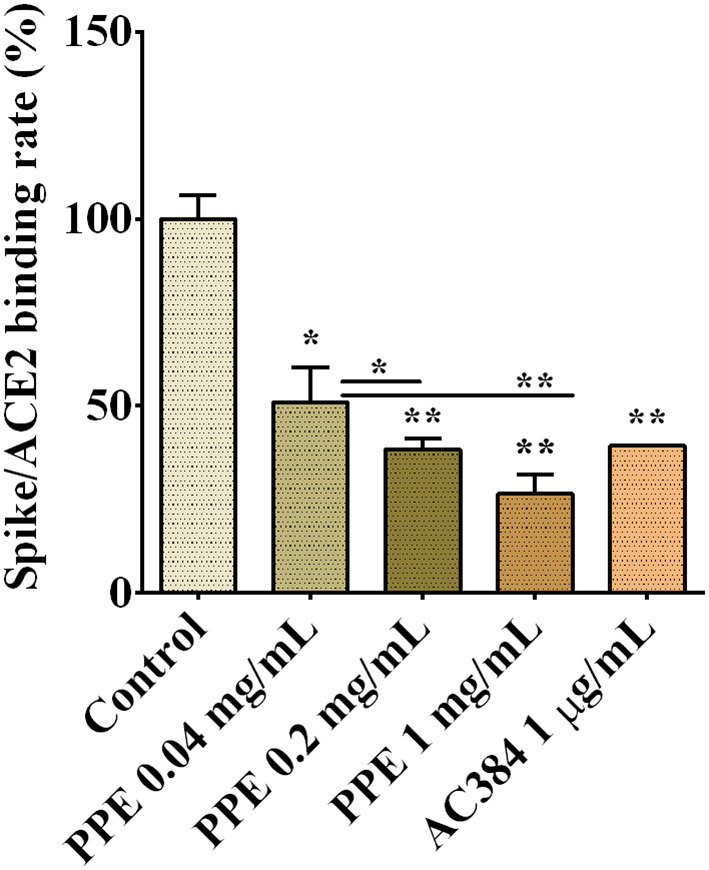 Spike/ACE2 binding rate (%)
150
100
50
0
*
*
**
**
**
**
Control
PPE 0.04 mg/mL
PPE 0.2 mg/mL
PPE 1 mg/mL
AC384 1 μg/mL